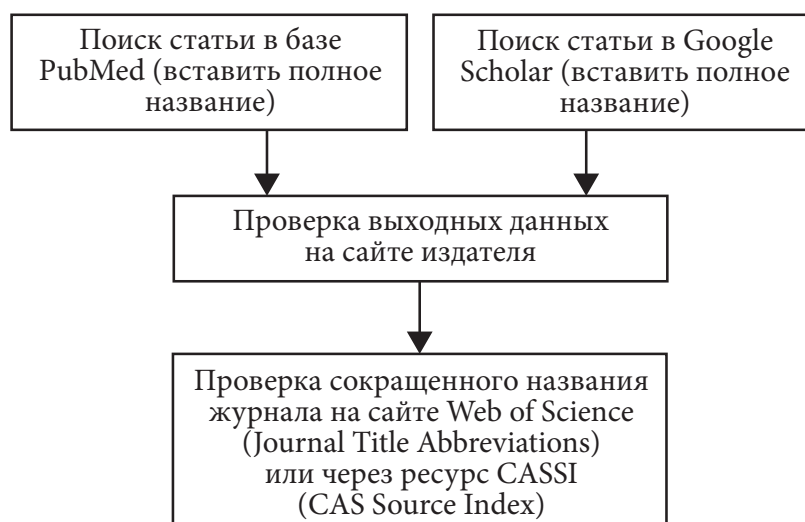 Поиск статьи в базе
PubMed (вставить полное
название)
Поиск статьи в Google
Scholar (вставить полное
название)
Проверка выходных данных
на сайте издателя
Проверка сокращенного названия
журнала на сайте Web of Science
(Journal Title Abbreviations)
или через ресурс CASSI
(CAS Source Index)